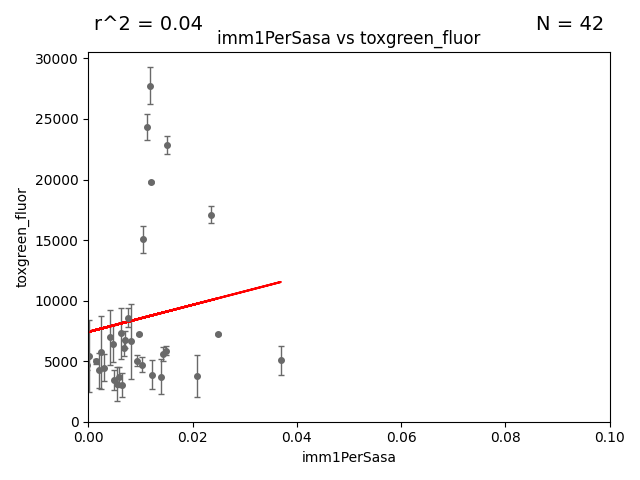 r^2 = 0.04
N = 42
imm1PerSasa vs toxgreen_fluor
30000
25000
20000
15000
10000
5000
0
toxgreen_fluor
0.00
0.02
0.04
0.06
0.08
0.10
imm1PerSasa